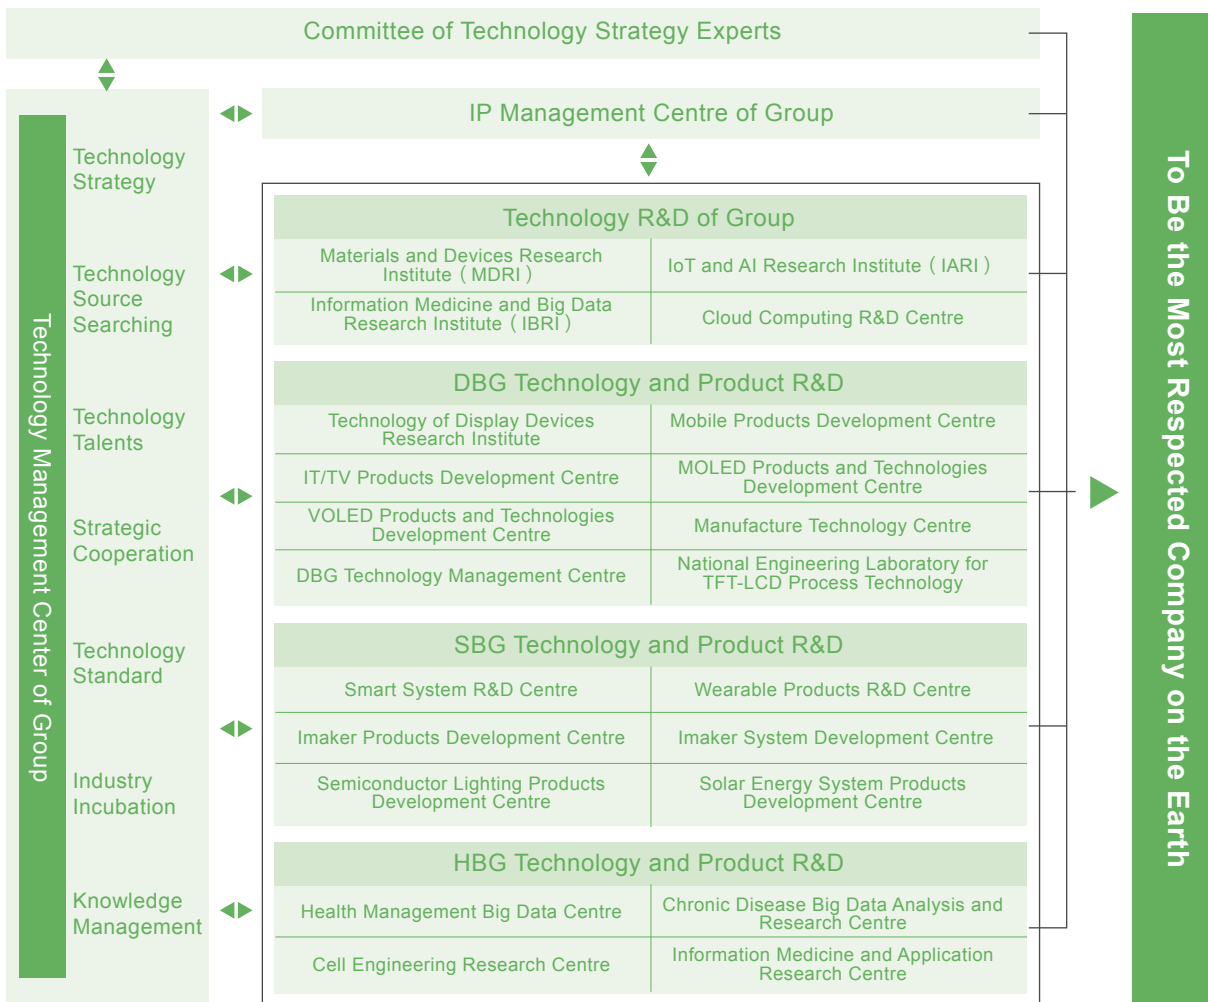 Committee of Technology Strategy Experts
IP Management Centre of Group
Technology Management Center of Group
Technology
Strategy
Technology
Source
Searching
Technology
Talents
Strategic
Cooperation
Technology
Standard
Industry
Incubation
Knowledge
Management
Technology R&D of Group
Materials and Devices Research
Institute（MDRI）
IoT and AI Research Institute（IARI）
Information Medicine and Big Data
Research Institute（IBRI）
Cloud Computing R&D Centre
DBG Technology and Product R&D
Technology of Display Devices
Research Institute
Mobile Products Development Centre
IT/TV Products Development Centre
MOLED Products and Technologies
Development Centre
VOLED Products and Technologies
Development Centre
Manufacture Technology Centre
DBG Technology Management Centre
National Engineering Laboratory for
TFT-LCD Process Technology
SBG Technology and Product R&D
Smart System R&D Centre
Wearable Products R&D Centre
Imaker Products Development Centre
Imaker System Development Centre
Semiconductor Lighting Products
Development Centre
Solar Energy System Products
Development Centre
HBG Technology and Product R&D
Health Management Big Data Centre
Chronic Disease Big Data Analysis and
Research Centre
Cell Engineering Research Centre
Information Medicine and Application
Research Centre
To Be the Most Respected Company on the Earth